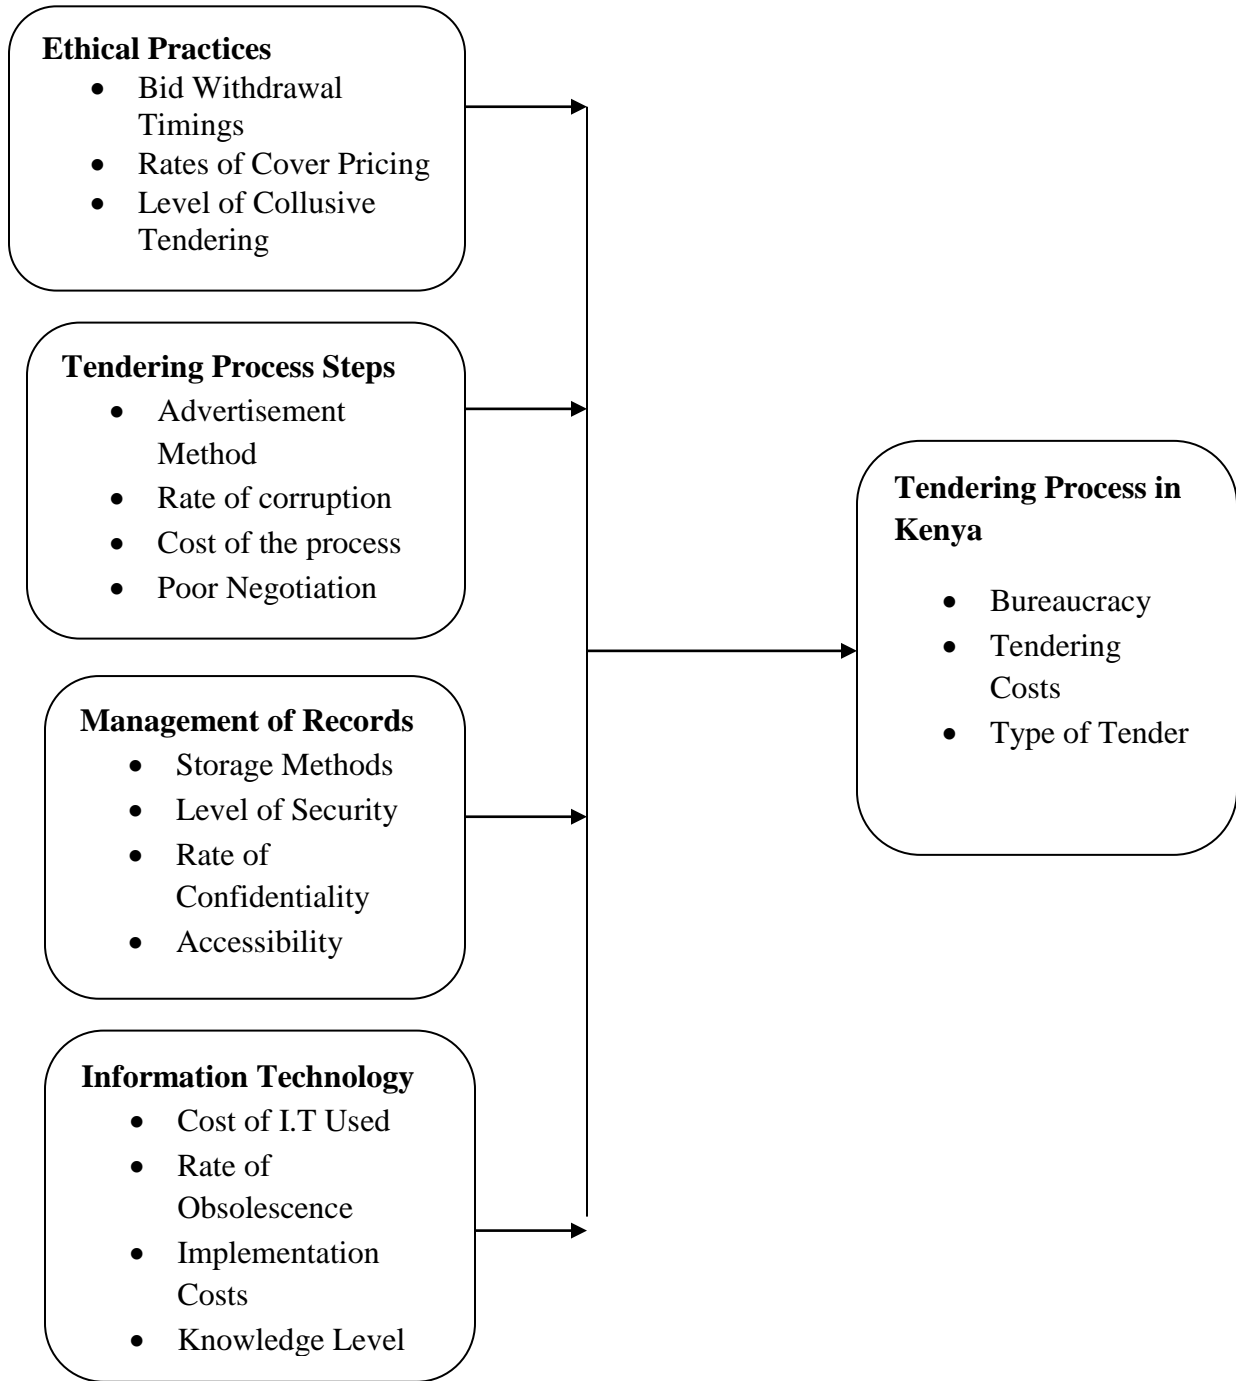 Ethical Practices
• Bid Withdrawal
Timings
• Rates of Cover Pricing
• Level of Collusive
Tendering
Tendering Process Steps
• Advertisement
Method
• Rate of corruption
• Cost of the process
• Poor Negotiation
Management of Records
• Storage Methods
• Level of Security
• Rate of
Confidentiality
• Accessibility
Information Technology
• Cost of I.T Used
• Rate of
Obsolescence
• Implementation
Costs
• Knowledge Level
Tendering Process in
Kenya
• Bureaucracy
• Tendering
Costs
• Type of Tender